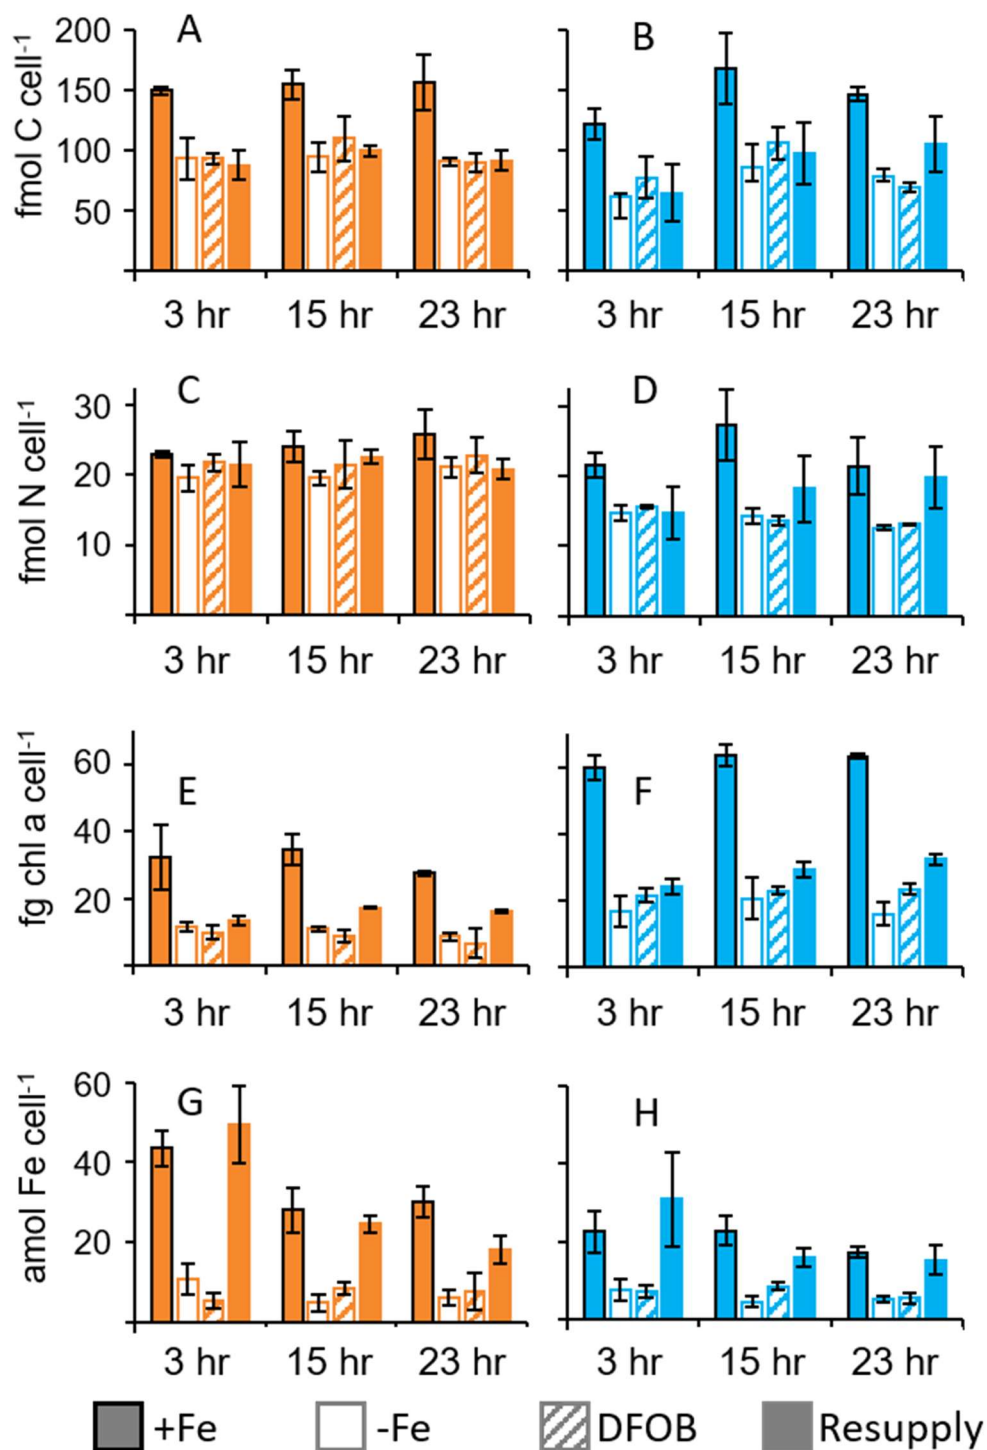 A B
fmol C cell-1
200
150
100
50
3 hr 15 hr 23 hr 3 hr 15 hr 23 hr
C D
fmol N cell-1
30
20
10
3 hr 15 hr 23 hr 3 hr 15 hr 23 hr
E F
fg chl a cell-1
60
40
20
3 hr 15 hr 23 hr 3 hr 15 hr 23 hr
G H
amol Fe cell-1
60
40
20
3 hr 15 hr 23 hr 3 hr 15 hr 23 hr
+Fe -Fe DFOB Resupply